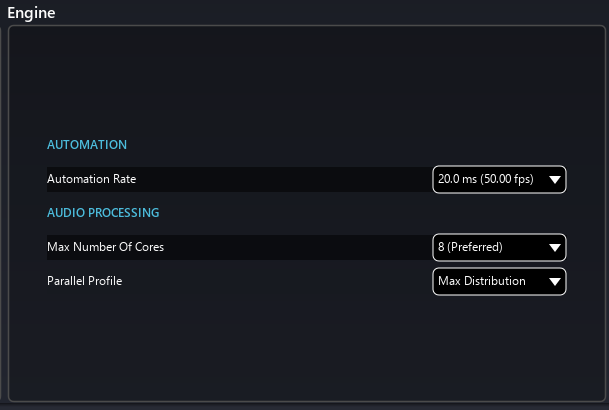 Engine
AUTOMATION
Automation Rate 20.0 ms (50.00 fps)
AUDIO PROCESSING
Max Number Of Cores 8 (Preferred)
Parallel Profile Max Distribution